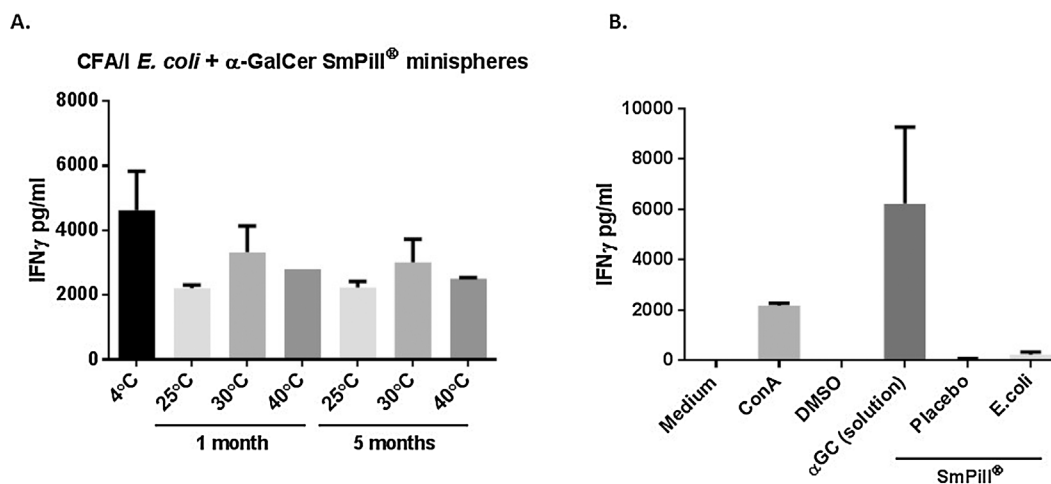 A.
CFA/I E. coli + α-GalCer SmPill® minispheres
IFNγ pg/ml
8000
6000
4000
2000
0
4°C
25°C
30°C
40°C
25°C
30°C
40°C
1 month
5 months
B.
IFNγ pg/ml
10000
8000
6000
4000
2000
0
Medium
ConA
DMSO
αGC (solution)
Placebo
E.coli
SmPill®